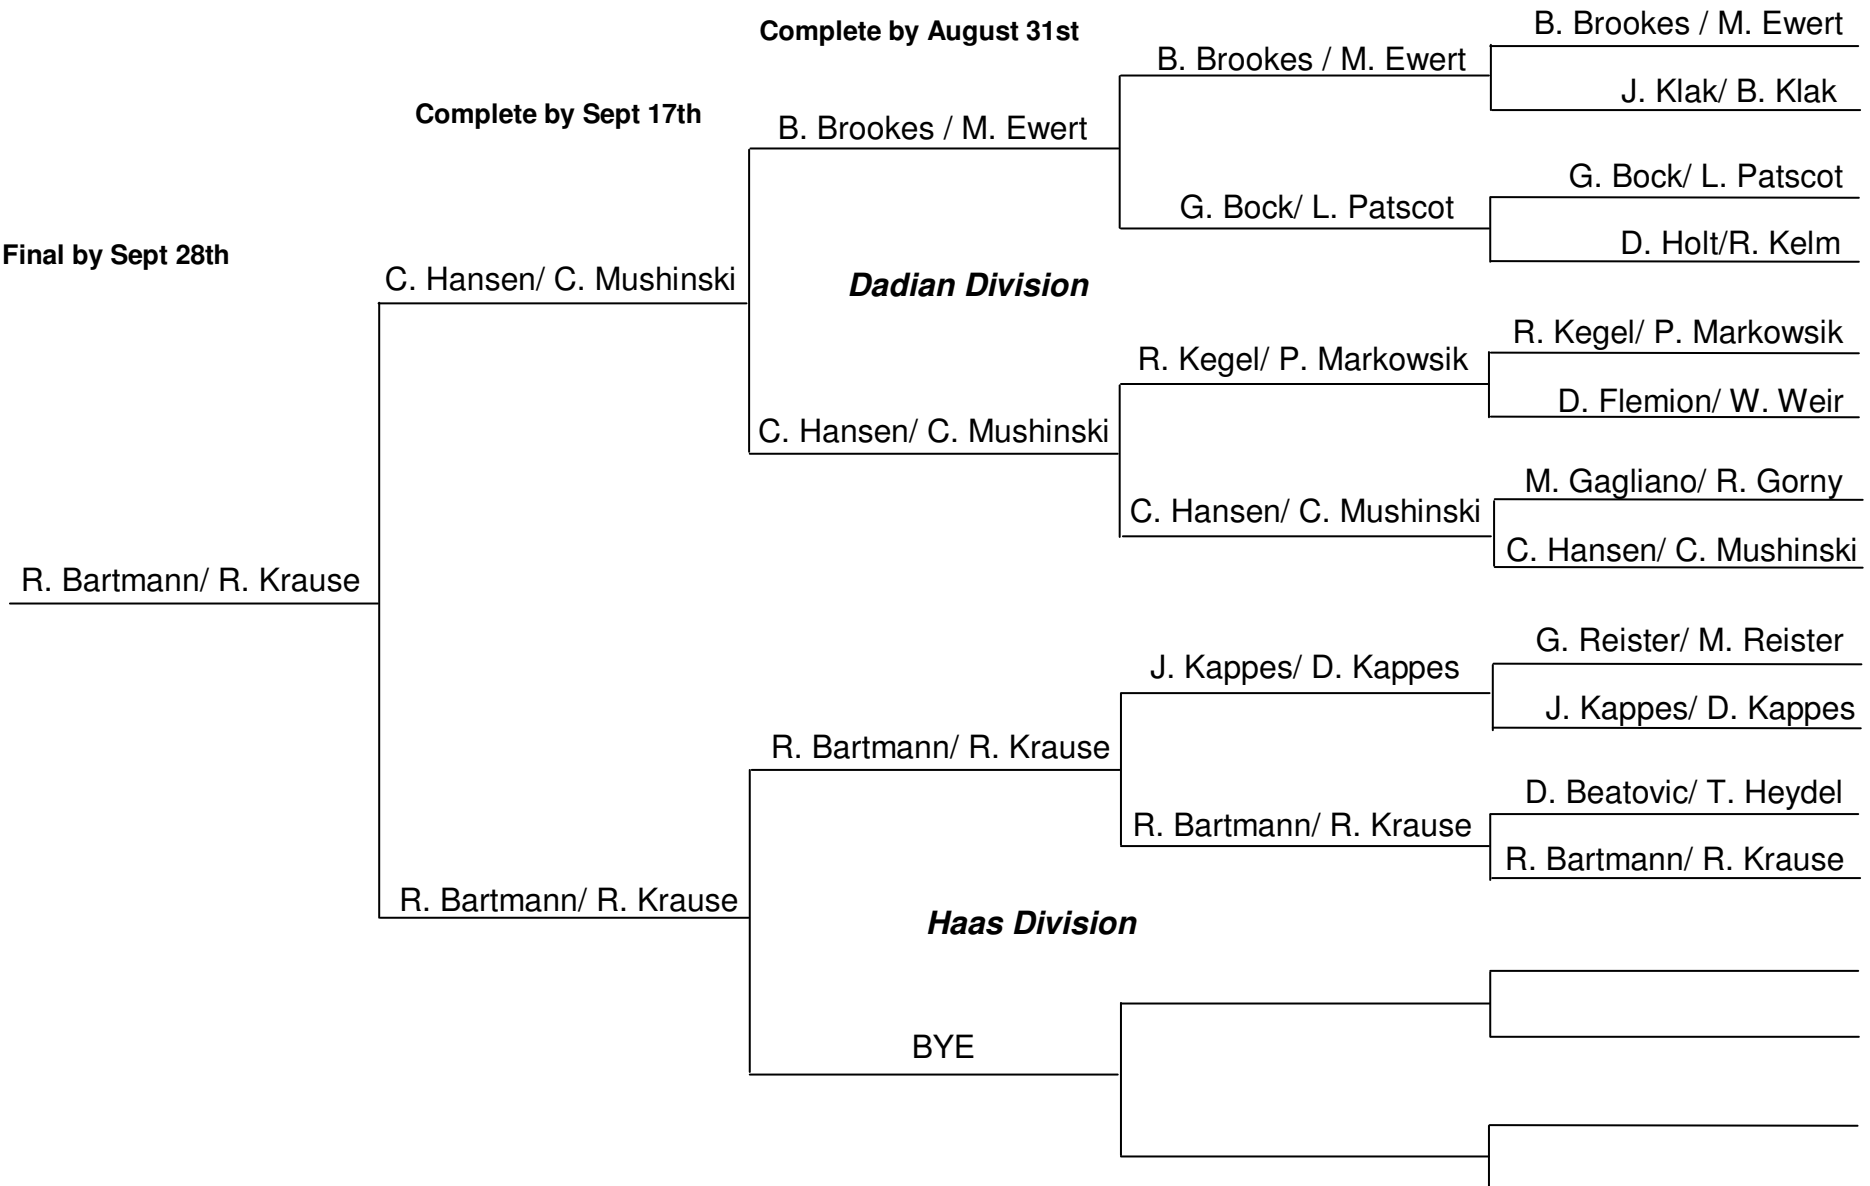 Complete by August 31st
B. Brookes / M. Ewert
B. Brookes / M. Ewert
J. Klak/ B. Klak
Complete by Sept 17th
B. Brookes / M. Ewert
G. Bock/ L. Patscot
G. Bock/ L. Patscot
D. Holt/R. Kelm
Final by Sept 28th
C. Hansen/ C. Mushinski
Dadian Division
R. Kegel/ P. Markowsik
R. Kegel/ P. Markowsik
D. Flemion/ W. Weir
C. Hansen/ C. Mushinski
M. Gagliano/ R. Gorny
C. Hansen/ C. Mushinski
C. Hansen/ C. Mushinski
R. Bartmann/ R. Krause
G. Reister/ M. Reister
J. Kappes/ D. Kappes
J. Kappes/ D. Kappes
R. Bartmann/ R. Krause
D. Beatovic/ T. Heydel
R. Bartmann/ R. Krause
R. Bartmann/ R. Krause
R. Bartmann/ R. Krause
Haas Division
BYE